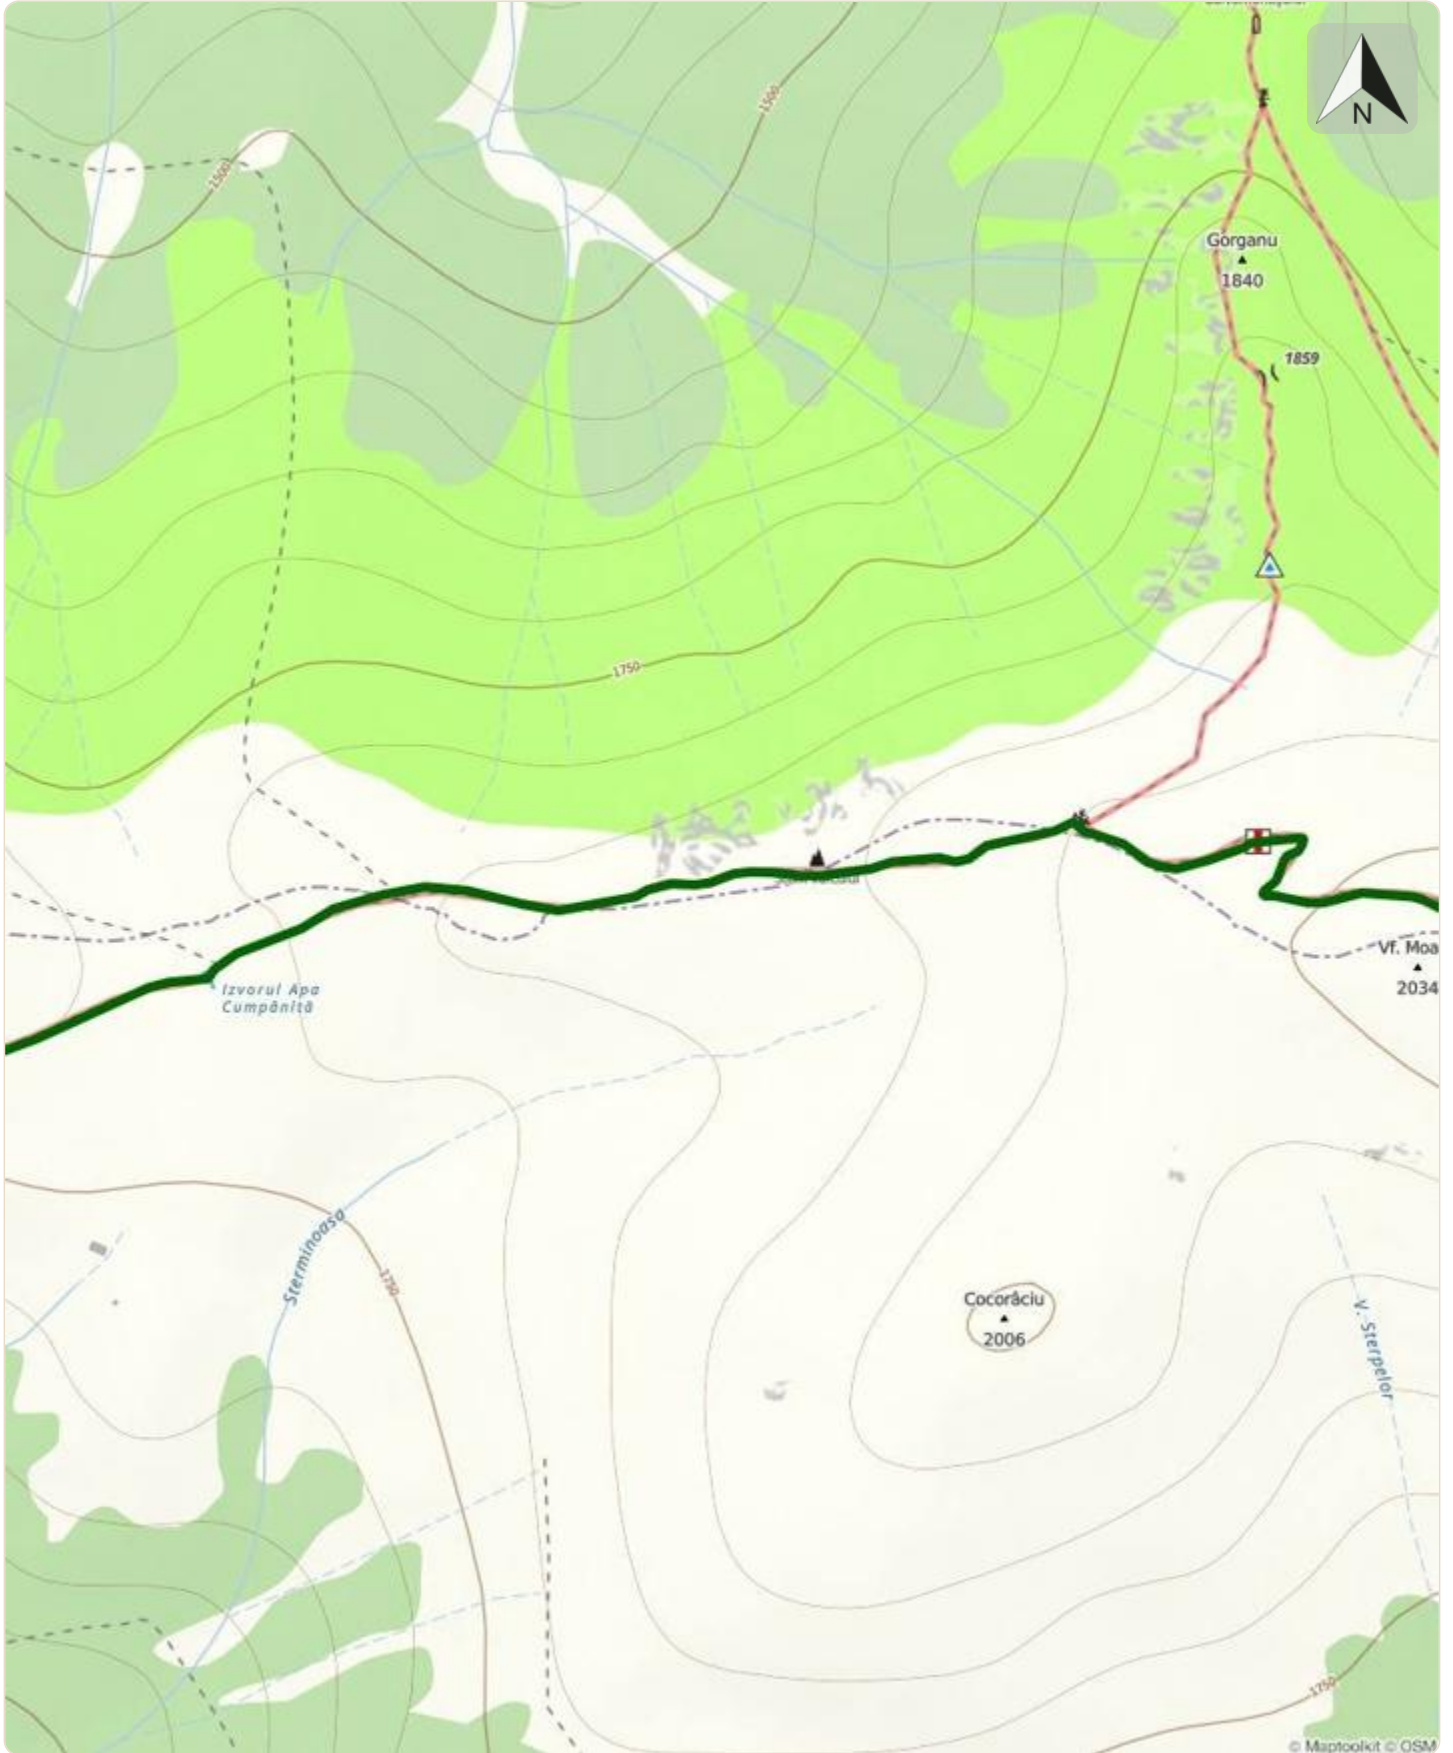 N
1500
1500
Gorganu
1840
1859
1750
Vf. Moa
2034
Izvorul Apa
Cumpănită
Sterminoasa
1750
Cocorâciu
2006
V. Sterpelor
1750
© Maptoolkit © OSM